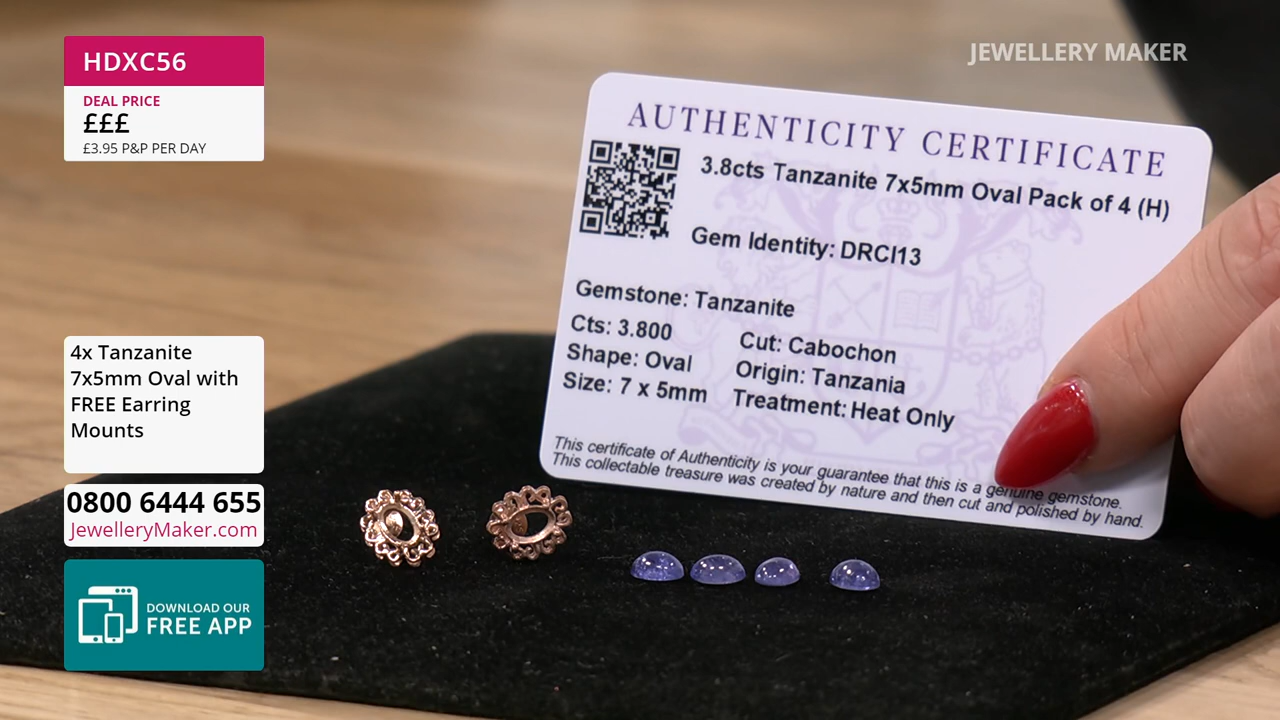 HDXC56
DEAL PRICE
£££
£3.95 P&P PER DAY
JEWELLERY MAKER
AUTHENTICITY CERTIFICATE
3.8cts Tanzanite 7x5mm Oval Pack of 4 (H)
Gem Identity: DRCI13
Gemstone: Tanzanite
Cts: 3.800
Cut: Cabochon
Shape: Oval
Origin: Tanzania
Size: 7 x 5mm
Treatment: Heat Only
This certificate of Authenticity is your guarantee that this is a genuine gemstone.
This collectable treasure was created by nature and then cut and polished by hand.
4x Tanzanite
7x5mm Oval with
FREE Earring
Mounts
0800 6444 655
JewelleryMaker.com
DOWNLOAD OUR
FREE APP